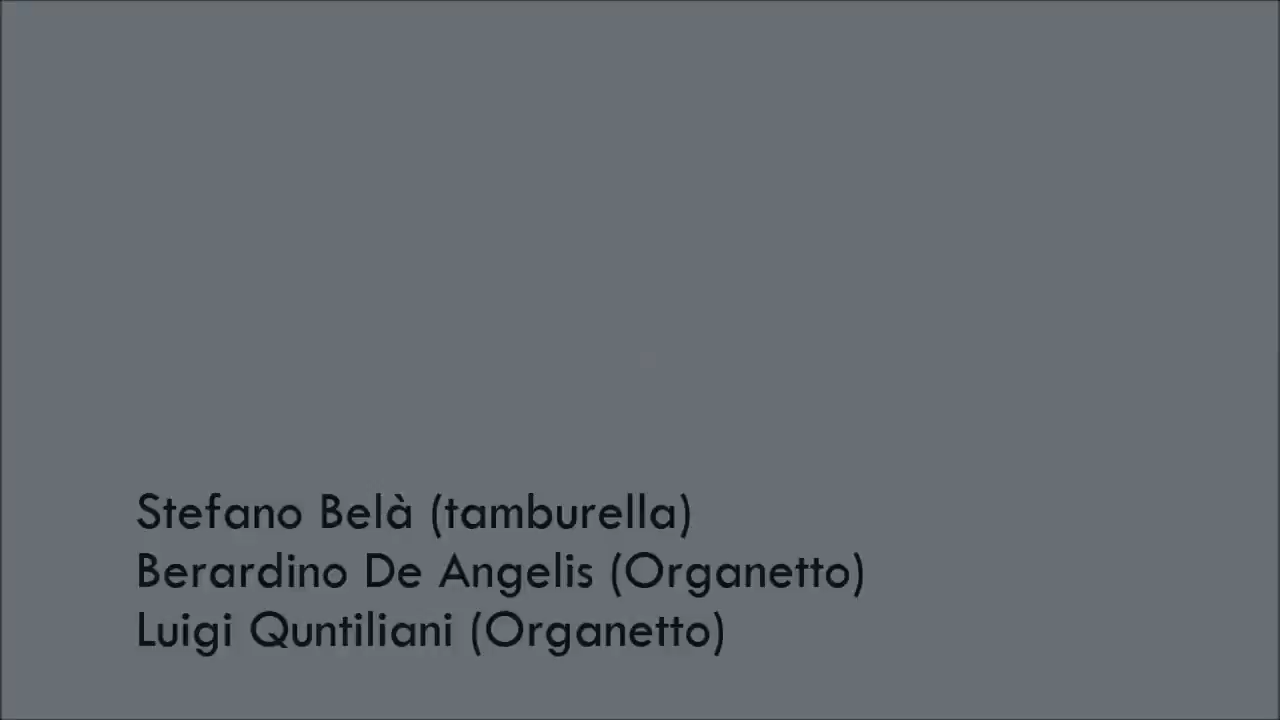 Stefano Belà (tamburella)
Berardino De Angelis (Organetto)
Luigi Quntiliani (Organetto)